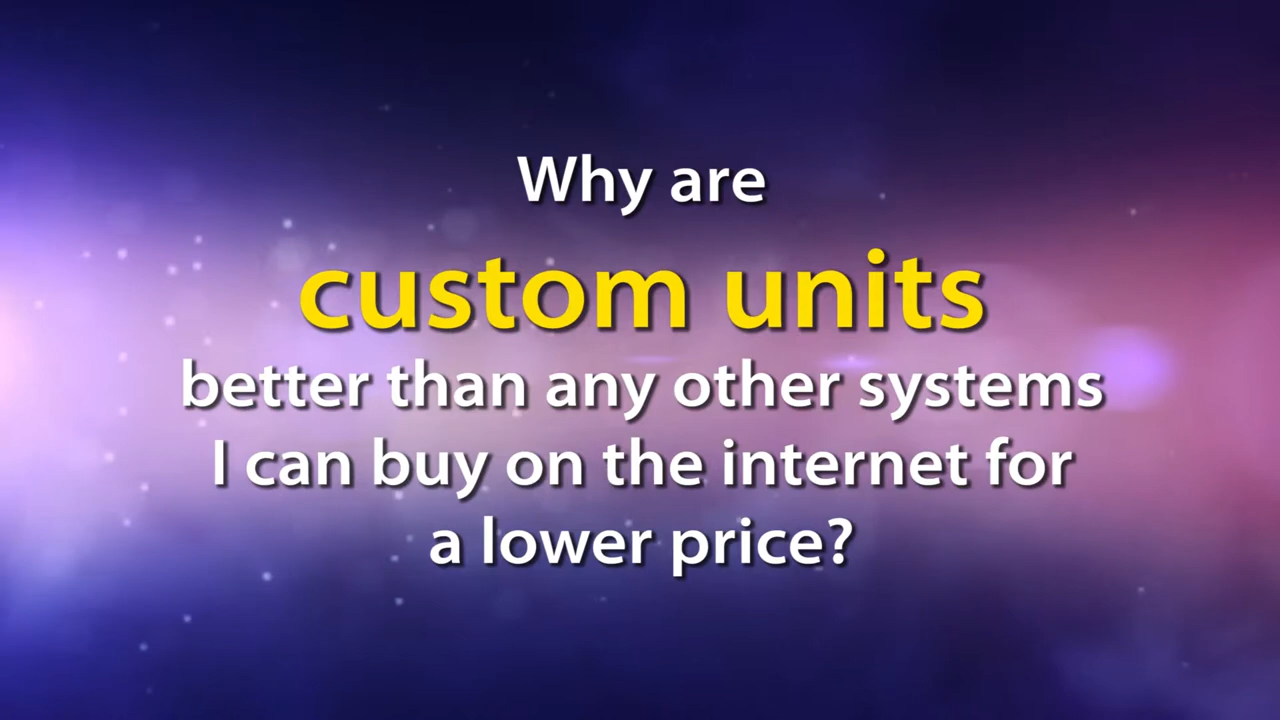 Why are
custom units
better than any other systems
I can buy on the internet for
a lower price?